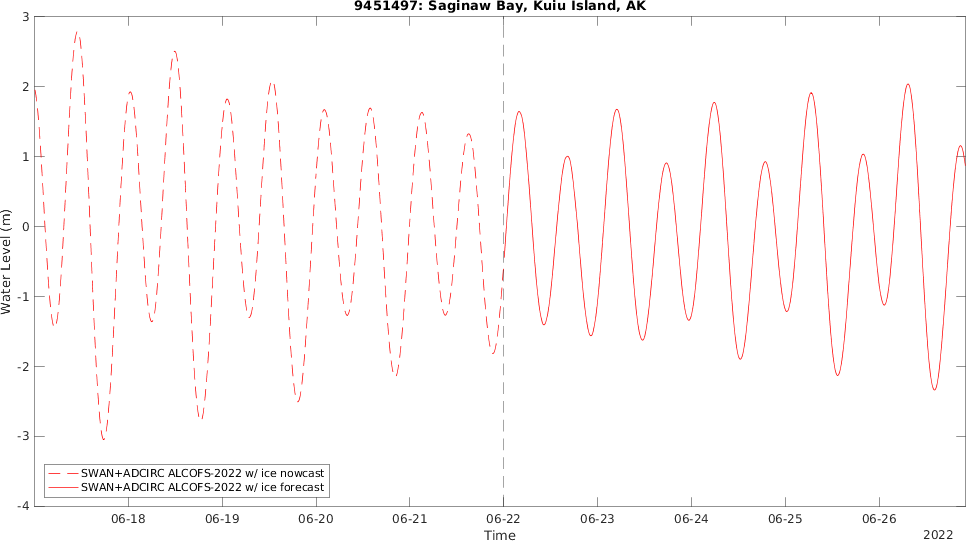 9451497: Saginaw Bay, Kuiu Island, AK
3
2
1
0
-1
-2
-3
-4
Water Level (m)
SWAN+ADCIRC ALCOFS-2022 w/ ice nowcast
SWAN+ADCIRC ALCOFS-2022 w/ ice forecast
06-18 06-19 06-20 06-21 06-22 06-23 06-24 06-25 06-26
Time
2022